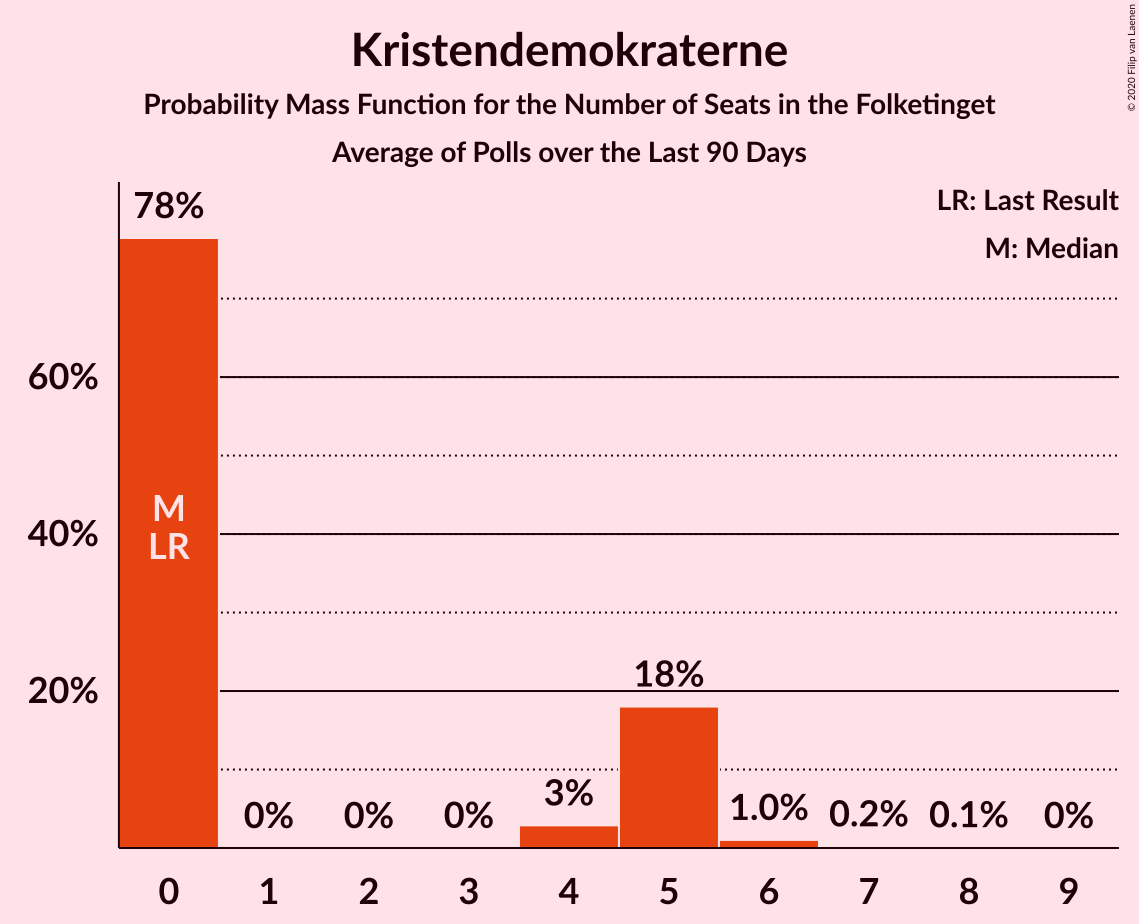 Kristendemokraterne
Probability Mass Function for the Number of Seats in the Folketinget
Average of Polls over the Last 90 Days
© 2020 Filip van Laenen
LR: Last Result
M: Median
78%
60%
40%
20%
M
LR
0%
0%
0%
3%
18%
1.0%
0.2%
0.1%
0%
0
1
2
3
4
5
6
7
8
9